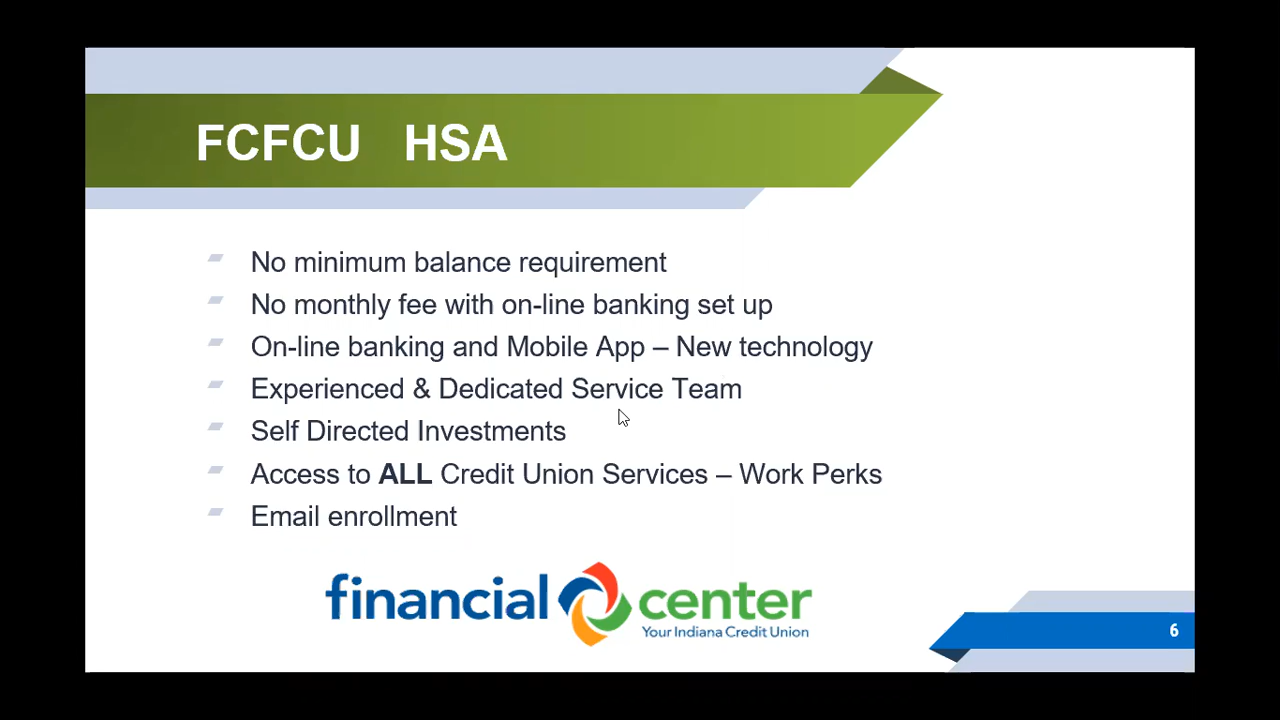 FCFCU HSA
No minimum balance requirement
No monthly fee with on-line banking set up
On-line banking and Mobile App – New technology
Experienced & Dedicated Service Team
Self Directed Investments
Access to ALL Credit Union Services – Work Perks
Email enrollment
financial center
Your Indiana Credit Union
6